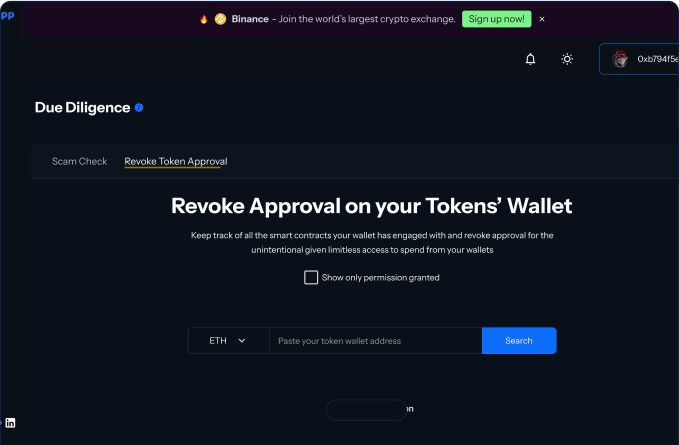 pp
Binance - Join the world's largest crypto exchange. Sign up now! ×
0xb794f5e
Due Diligence
Scam Check Revoke Token Approval
Revoke Approval on your Tokens' Wallet
Keep track of all the smart contracts your wallet has engaged with and revoke approval for the
unintentional given limitless access to spend from your wallets
Show only permission granted
ETH Paste your token wallet address Search
on
in